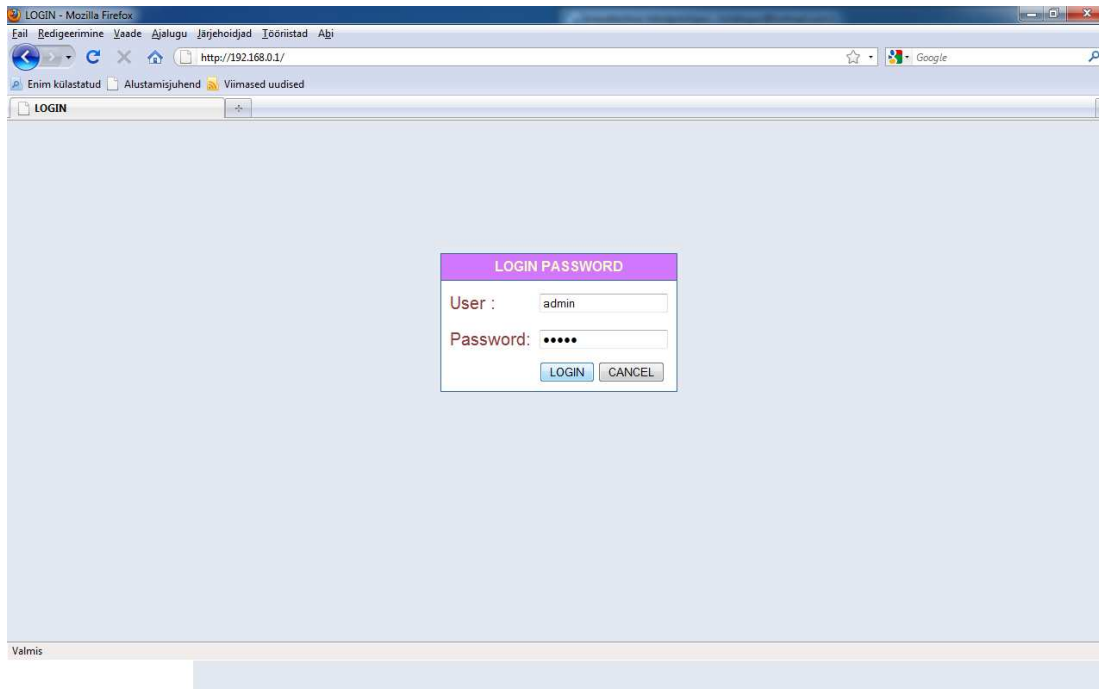 LOGIN - Mozilla Firefox
Fail Redigeerimine Vaade Ajalugu Järjehoidjad Tööriistad Abi
http://192.168.0.1/ Google
Enim külastatud Alustamisjuhend Viimased uudised
LOGIN
LOGIN PASSWORD
User : admin
Password: •••••
LOGIN CANCEL
Valmis